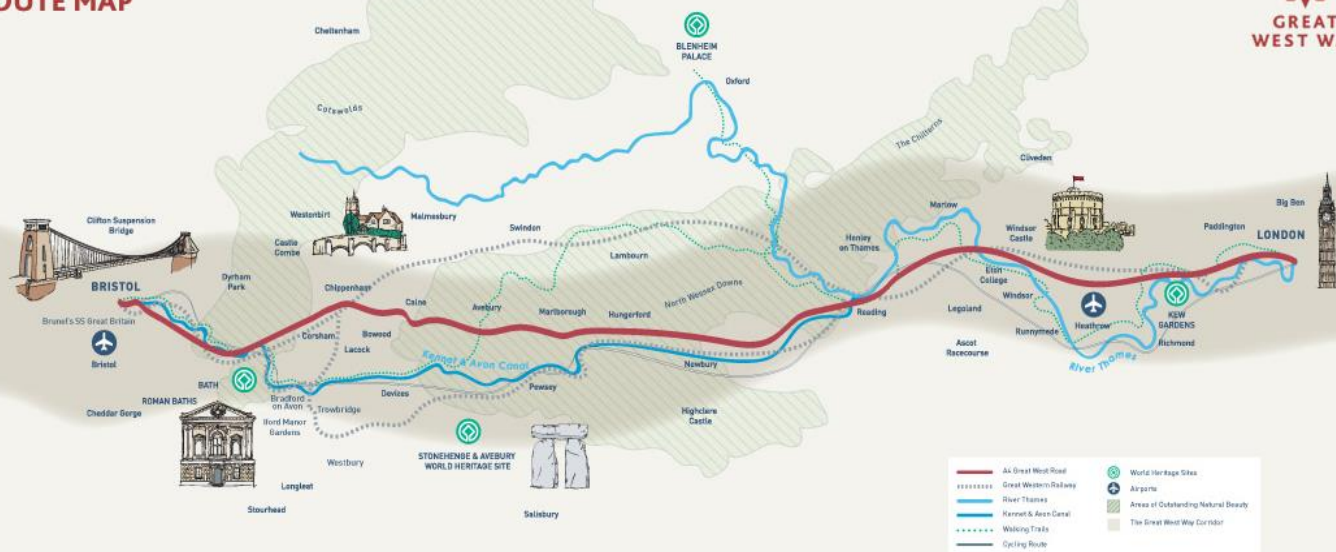 OUTE MAP
GREAT
WEST W
Cheltenham
BLENHEIM
PALACE
Oxford
Cotswolds
The Chilterns
Cliveden
Clifton Suspension
Bridge
Westonbirt
Malmesbury
Castle
Combe
Swindon
Marlow
Henley
on Thames
Windsor
Castle
Paddington
Big Ben
LONDON
Dyrham
Park
Lambourn
BRISTOL
Chippenham
Calne
Avebury
Marlborough
Hungerford
North Wessex Downs
Reading
Eton
College
Windsor
Legoland
Runnymede
Heathrow
KEW
GARDENS
Richmond
Brunel's SS Great Britain
Bristol
Corsham
Bowood
Lacock
Kennet & Avon Canal
Newbury
Ascot
Racecourse
River Thames
BATH
ROMAN BATHS
Cheddar Gorge
Bradford
on Avon
Trowbridge
Iford Manor
Gardens
Devizes
Pewsey
Highclere
Castle
Westbury
STONEHENGE & AVEBURY
WORLD HERITAGE SITE
Longleat
Stourhead
Salisbury
A4 Great West Road
Great Western Railway
River Thames
Kennet & Avon Canal
Walking Trails
Cycling Route
World Heritage Sites
Airports
Areas of Outstanding Natural Beauty
The Great West Way Corridor